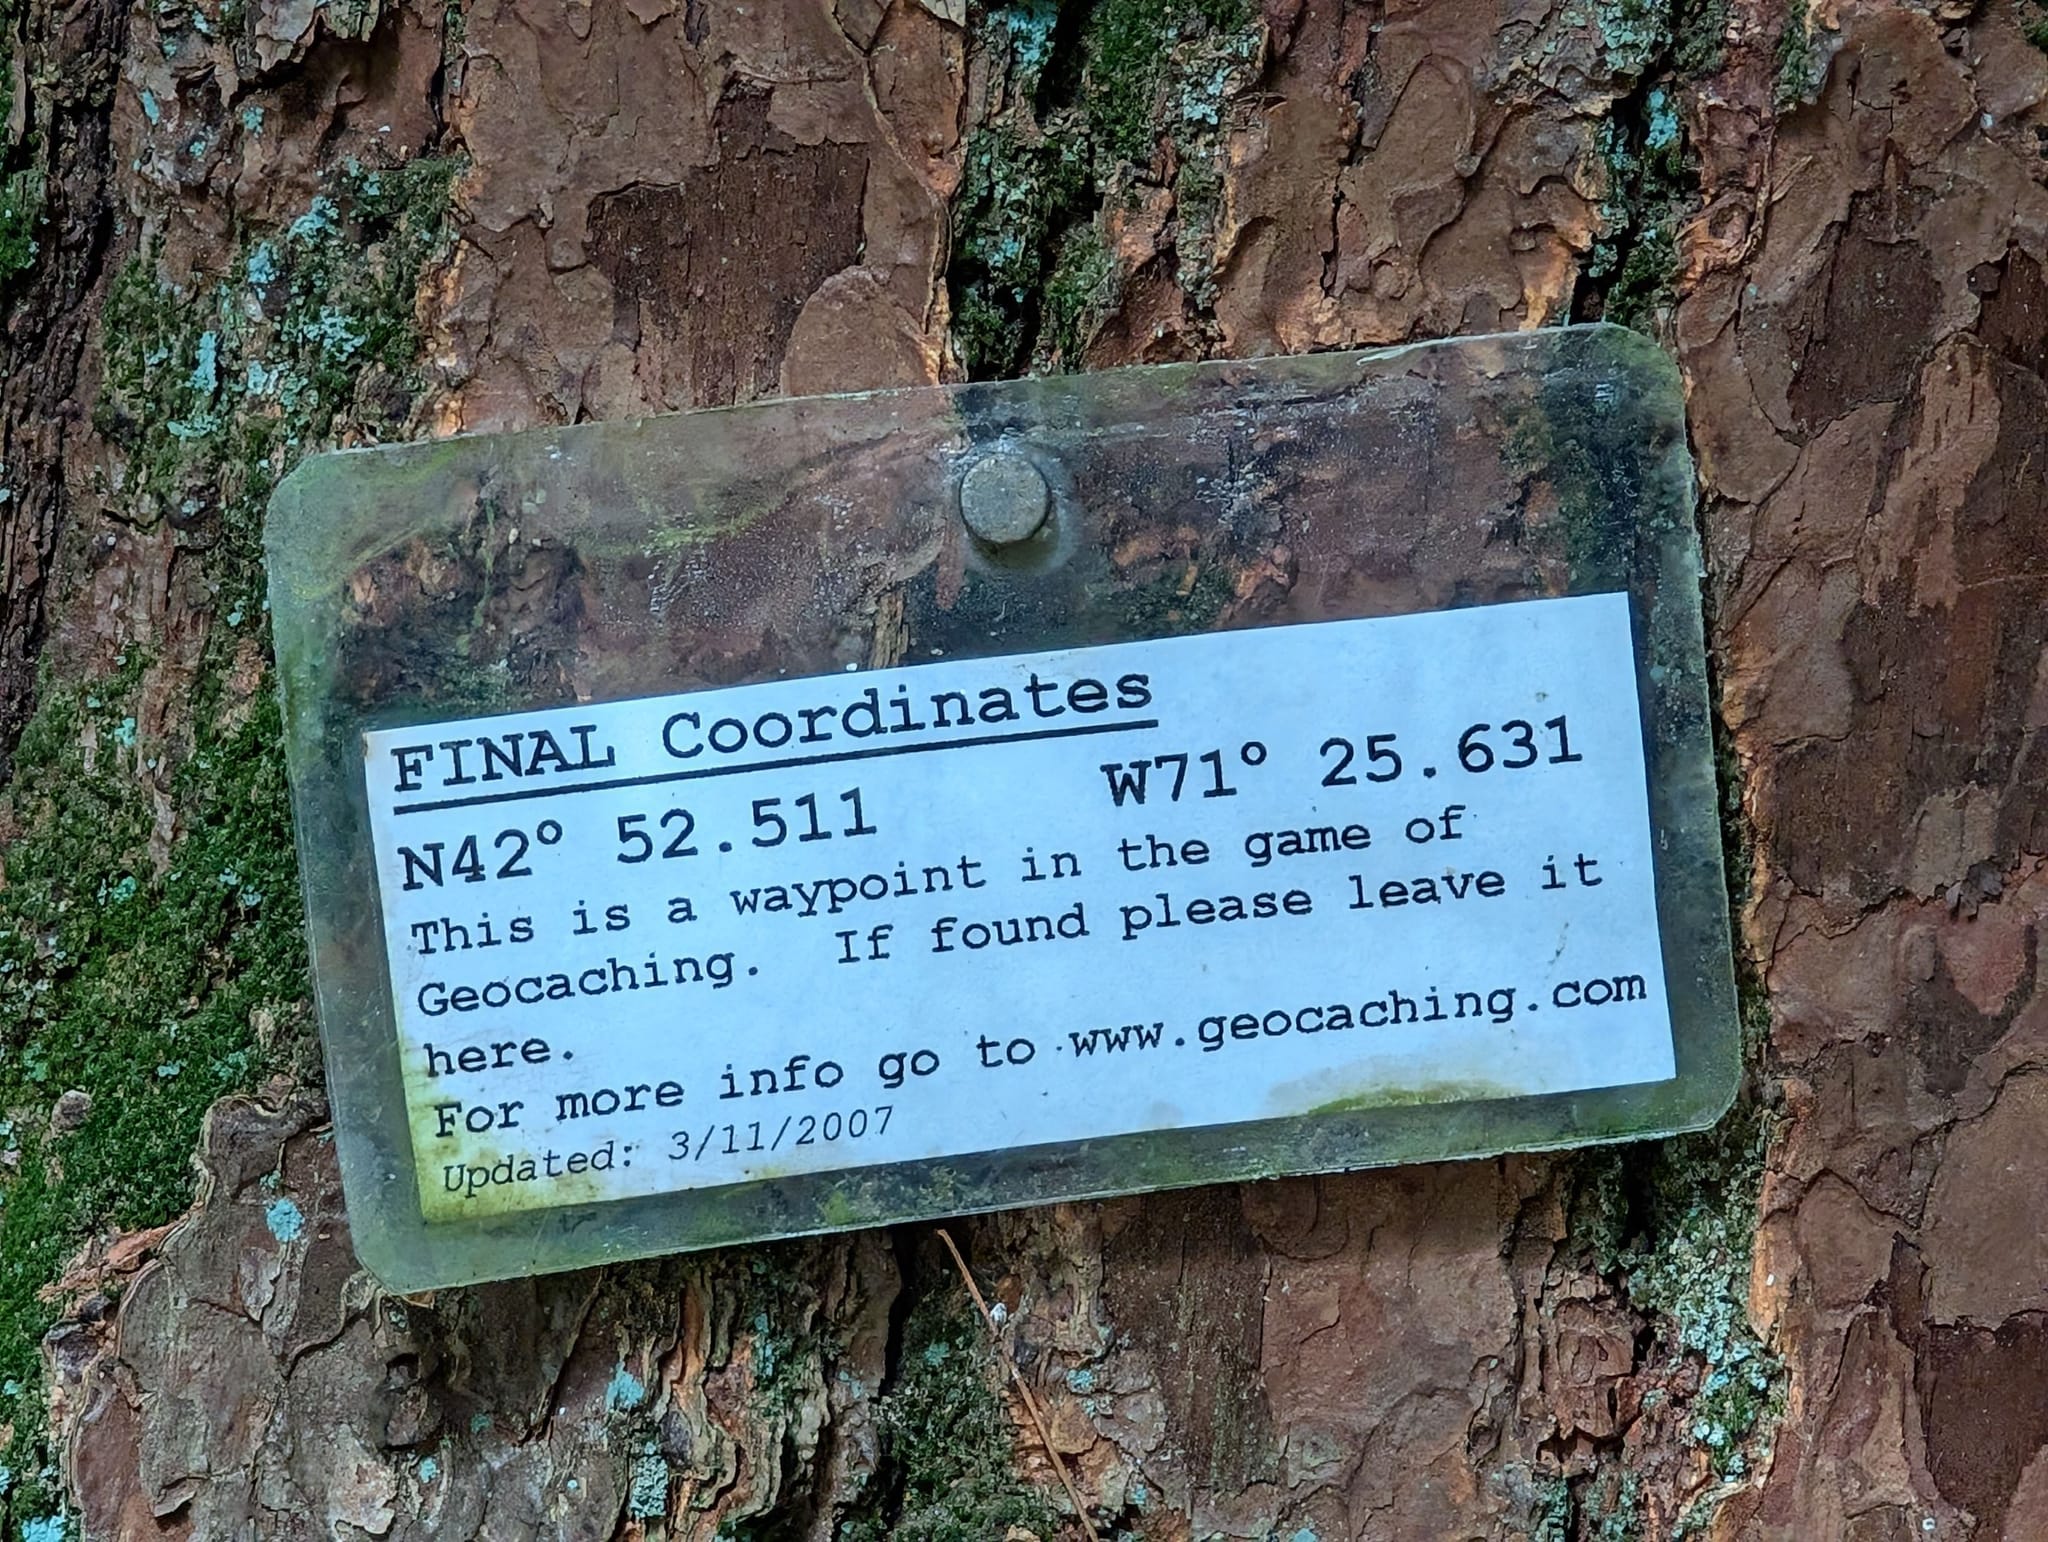 FINAL Coordinates
N42° 52.511 W71° 25.631
This is a waypoint in the game of
Geocaching. If found please leave it
here.
For more info go to www.geocaching.com
Updated: 3/11/2007